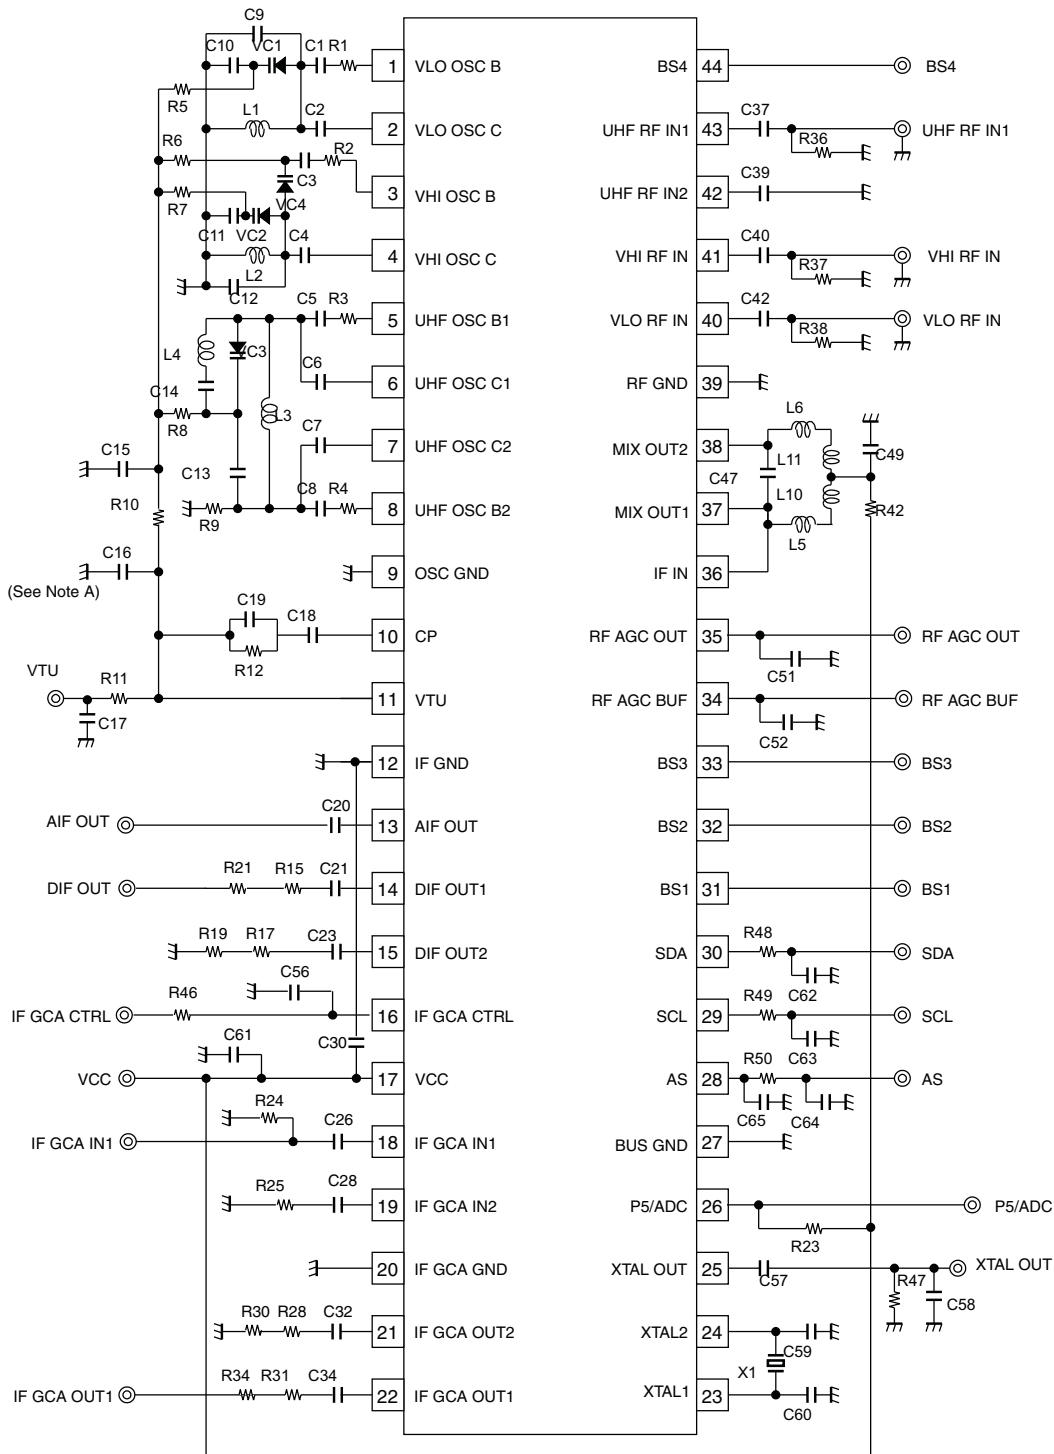 C9
C10 VC1 C1 R1
1 VLO OSC B BS4 44 BS4
R5
L1 C2 C37
2 VLO OSC C UHF RF IN1 43 UHF RF IN1
R6 R2 R36
C3 C39
3 VHI OSC B UHF RF IN2 42
R7 VC4
C11 VC2 C4 C40
4 VHI OSC C VHI RF IN 41 VHI RF IN
L2 R37
C12 C5 R3 C42
5 UHF OSC B1 VLO RF IN 40 VLO RF IN
L4 VC3 R38
C6
6 UHF OSC C1 RF GND 39
C14
L3 L6
R8 C7
7 UHF OSC C2 MIX OUT2 38 C49
C15 L11
C13 C47
C8 R4 L10
R10 8 UHF OSC B2 MIX OUT1 37 R42
R9 L5
C16
9 OSC GND IF IN 36
(See Note A)
C19 C18
10 CP RF AGC OUT 35 RF AGC OUT
R12 C51
VTU
R11
11 VTU RF AGC BUF 34 RF AGC BUF
C17 C52
12 IF GND BS3 33 BS3
C20
AIF OUT 13 AIF OUT BS2 32 BS2
R21 R15 C21
DIF OUT 14 DIF OUT1 BS1 31 BS1
R19 R17 C23 R48
15 DIF OUT2 SDA 30 SDA
C56 C62
R46 R49
IF GCA CTRL 16 IF GCA CTRL SCL 29 SCL
C61 C30 C63
R50
VCC 17 VCC AS 28 AS
R24 C65 C64
C26
IF GCA IN1 18 IF GCA IN1 BUS GND 27
R25 C28
19 IF GCA IN2 P5/ADC 26 P5/ADC
R23
20 IF GCA GND XTAL OUT 25 XTAL OUT
C57 R47 C58
R30 R28 C32
21 IF GCA OUT2 XTAL2 24
C59
R34 R31 C34 X1
IF GCA OUT1 22 IF GCA OUT1 XTAL1 23
C60